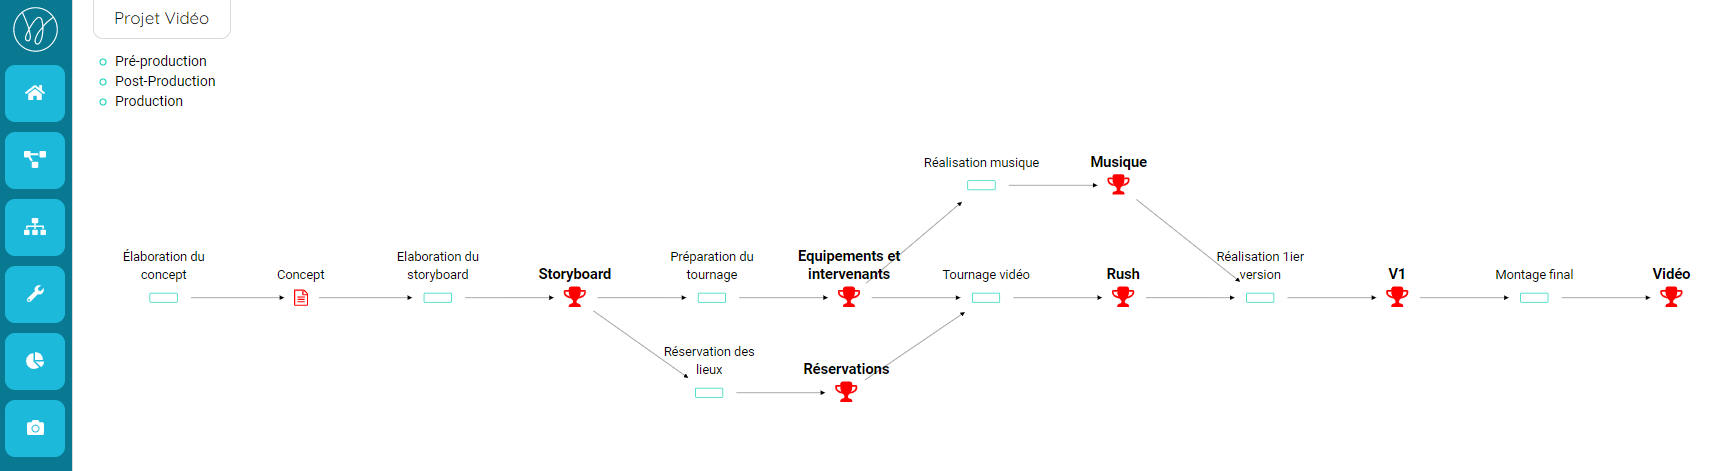 Projet Vidéo
Pré-production
Post-Production
Production
Réalisation musique
Musique
Élaboration du
concept
Concept
Elaboration du
storyboard
Storyboard
Préparation du
tournage
Equipements et
intervenants
Tournage vidéo
Rush
Réalisation 1ier
version
V1
Montage final
Vidéo
Réservation des
lieux
Réservations